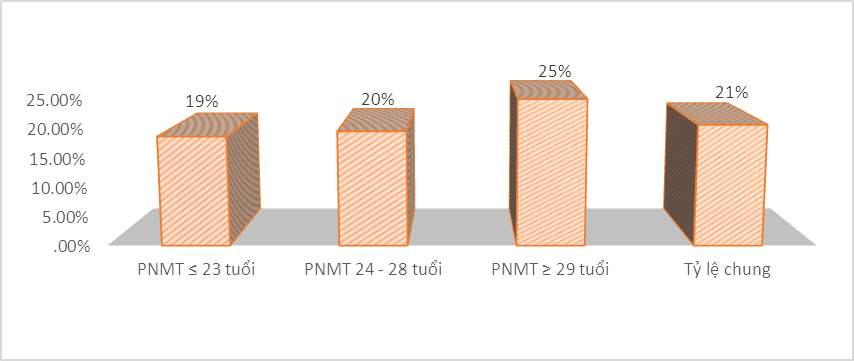 25%
21%
20%
19%
25.00%
20.00%
15.00%
10.00%
5.00%
.00%
PNMT ≤ 23 tuổi
PNMT 24 - 28 tuổi
PNMT ≥ 29 tuổi
Tỷ lệ chung